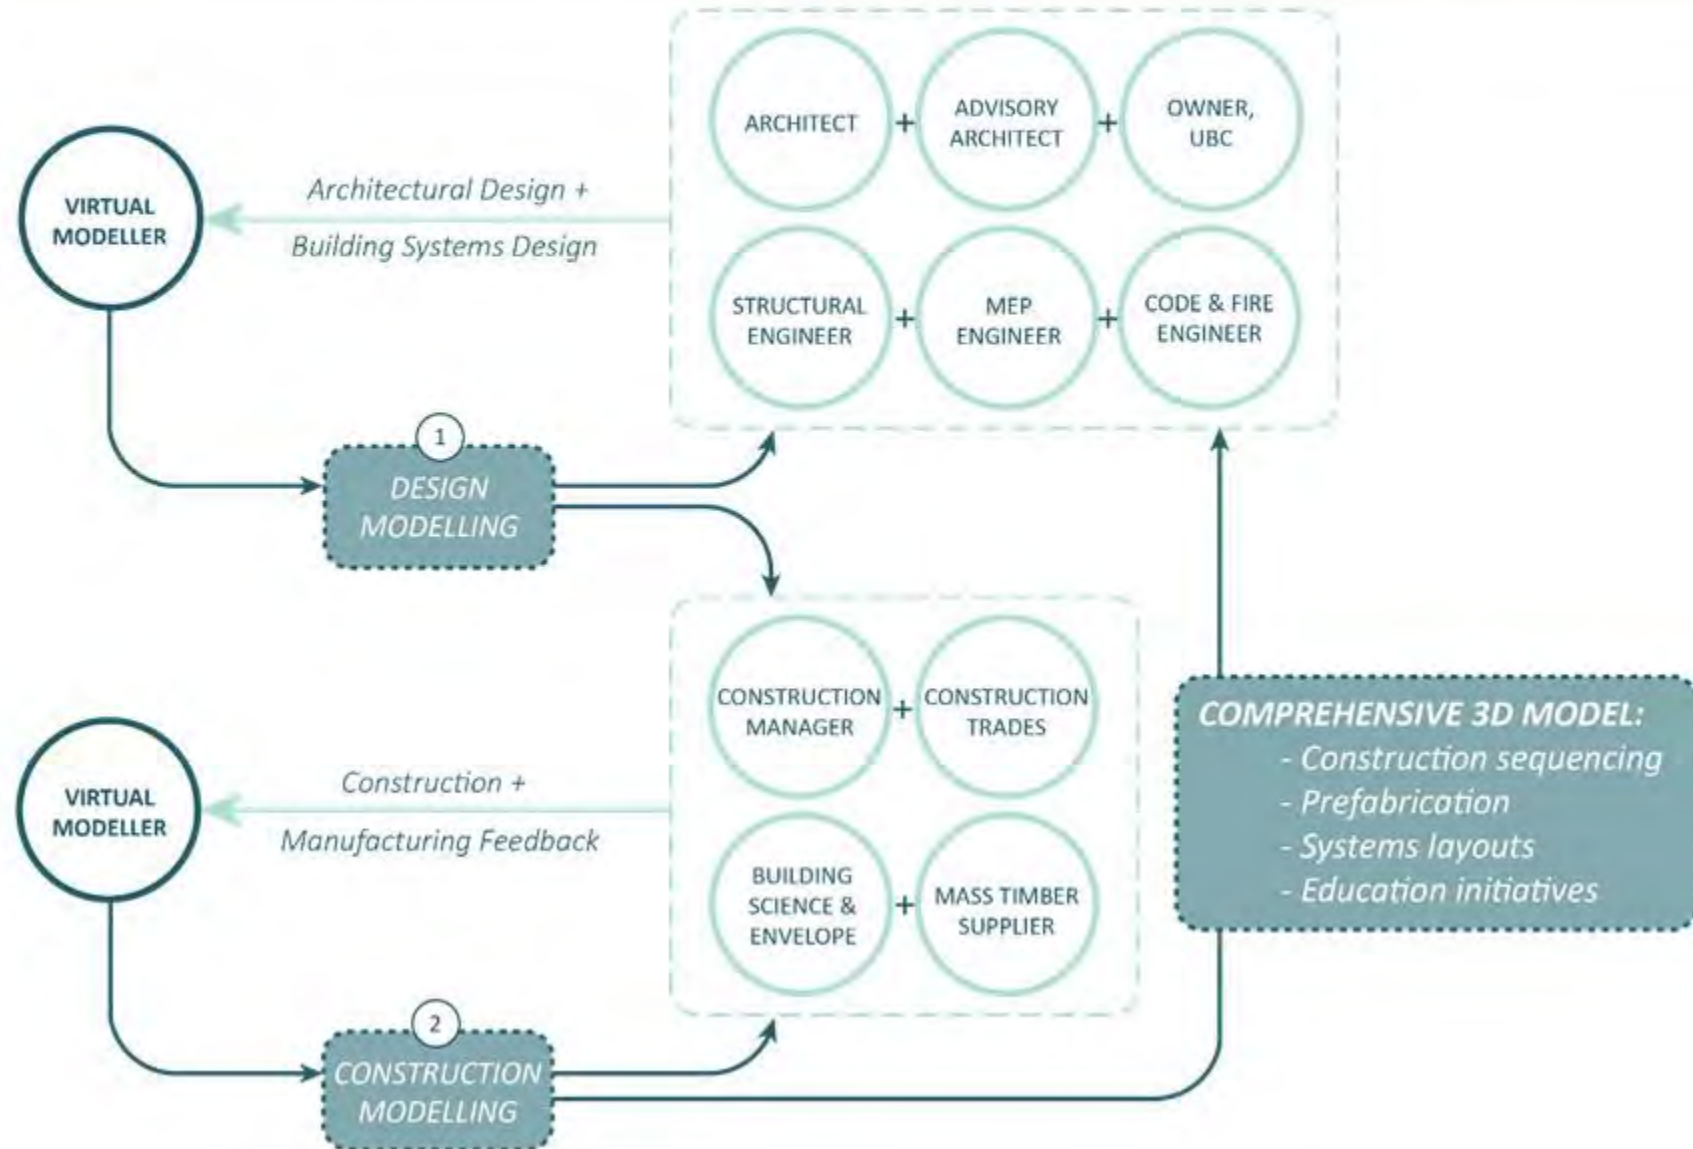 ARCHITECT
+
ADVISORY
ARCHITECT
+
OWNER,
UBC
VIRTUAL
MODELLER
Architectural Design +
Building Systems Design
STRUCTURAL
ENGINEER
+
MEP
ENGINEER
+
CODE & FIRE
ENGINEER
1
DESIGN
MODELLING
CONSTRUCTION
MANAGER
+
CONSTRUCTION
TRADES
COMPREHENSIVE 3D MODEL:
- Construction sequencing
- Prefabrication
- Systems layouts
- Education initiatives
VIRTUAL
MODELLER
Construction +
Manufacturing Feedback
BUILDING
SCIENCE &
ENVELOPE
+
MASS TIMBER
SUPPLIER
2
CONSTRUCTION
MODELLING